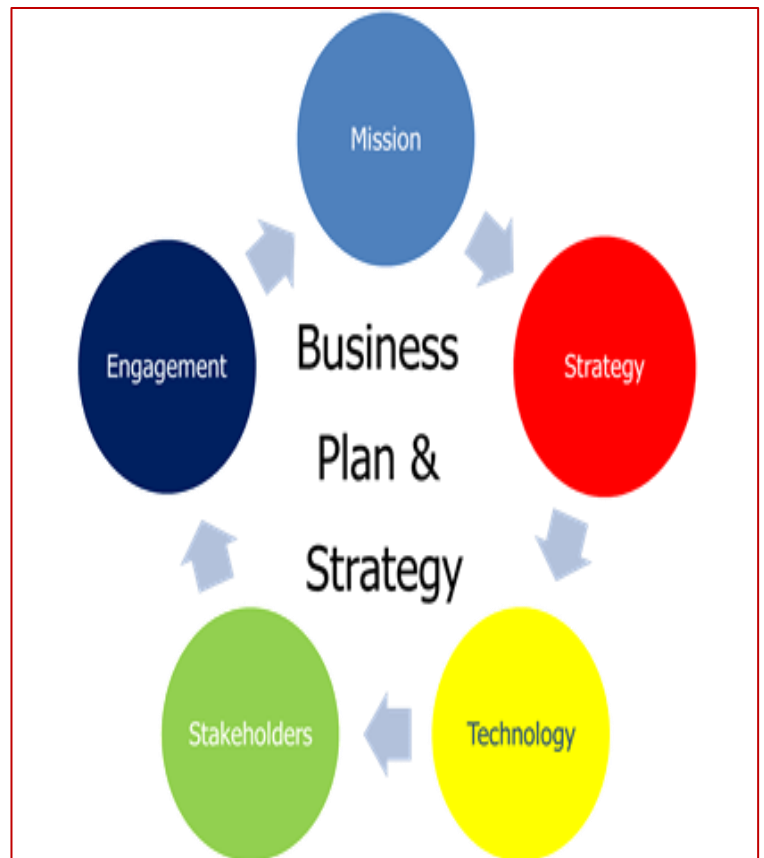 Mission
Strategy
Technology
Stakeholders
Engagement
Business
Plan &
Strategy